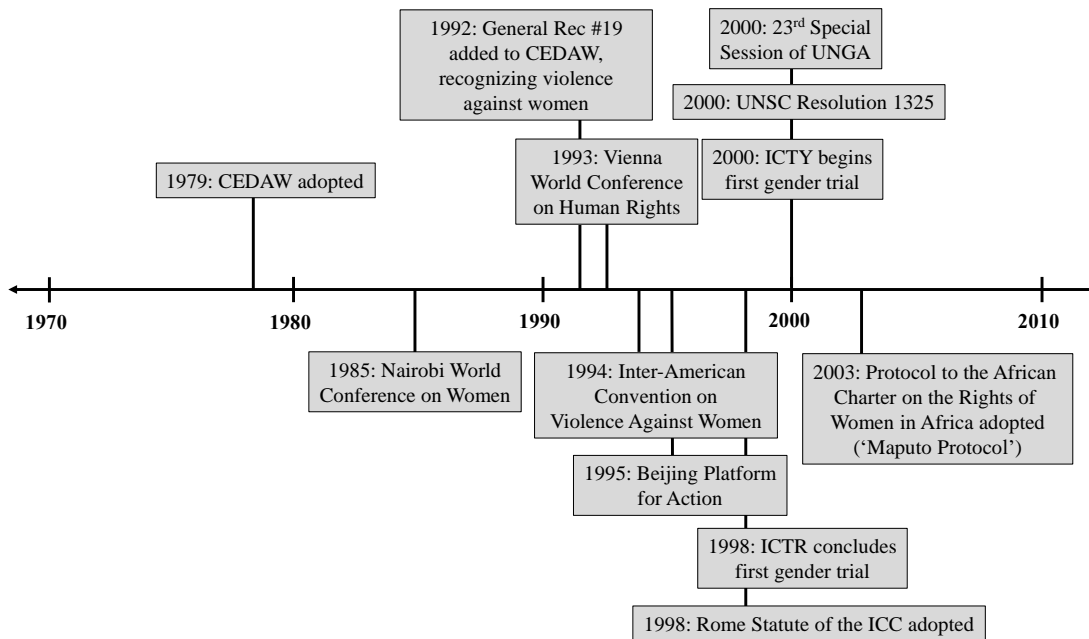 1992: General Rec #19
added to CEDAW,
recognizing violence
against women
2000: 23rd Special
Session of UNGA
2000: UNSC Resolution 1325
1993: Vienna
World Conference
on Human Rights
2000: ICTY begins
first gender trial
1979: CEDAW adopted
1970
1980
1990
2000
2010
1985: Nairobi World
Conference on Women
1994: Inter-American
Convention on
Violence Against Women
2003: Protocol to the African
Charter on the Rights of
Women in Africa adopted
(‘Maputo Protocol’)
1995: Beijing Platform
for Action
1998: ICTR concludes
first gender trial
1998: Rome Statute of the ICC adopted